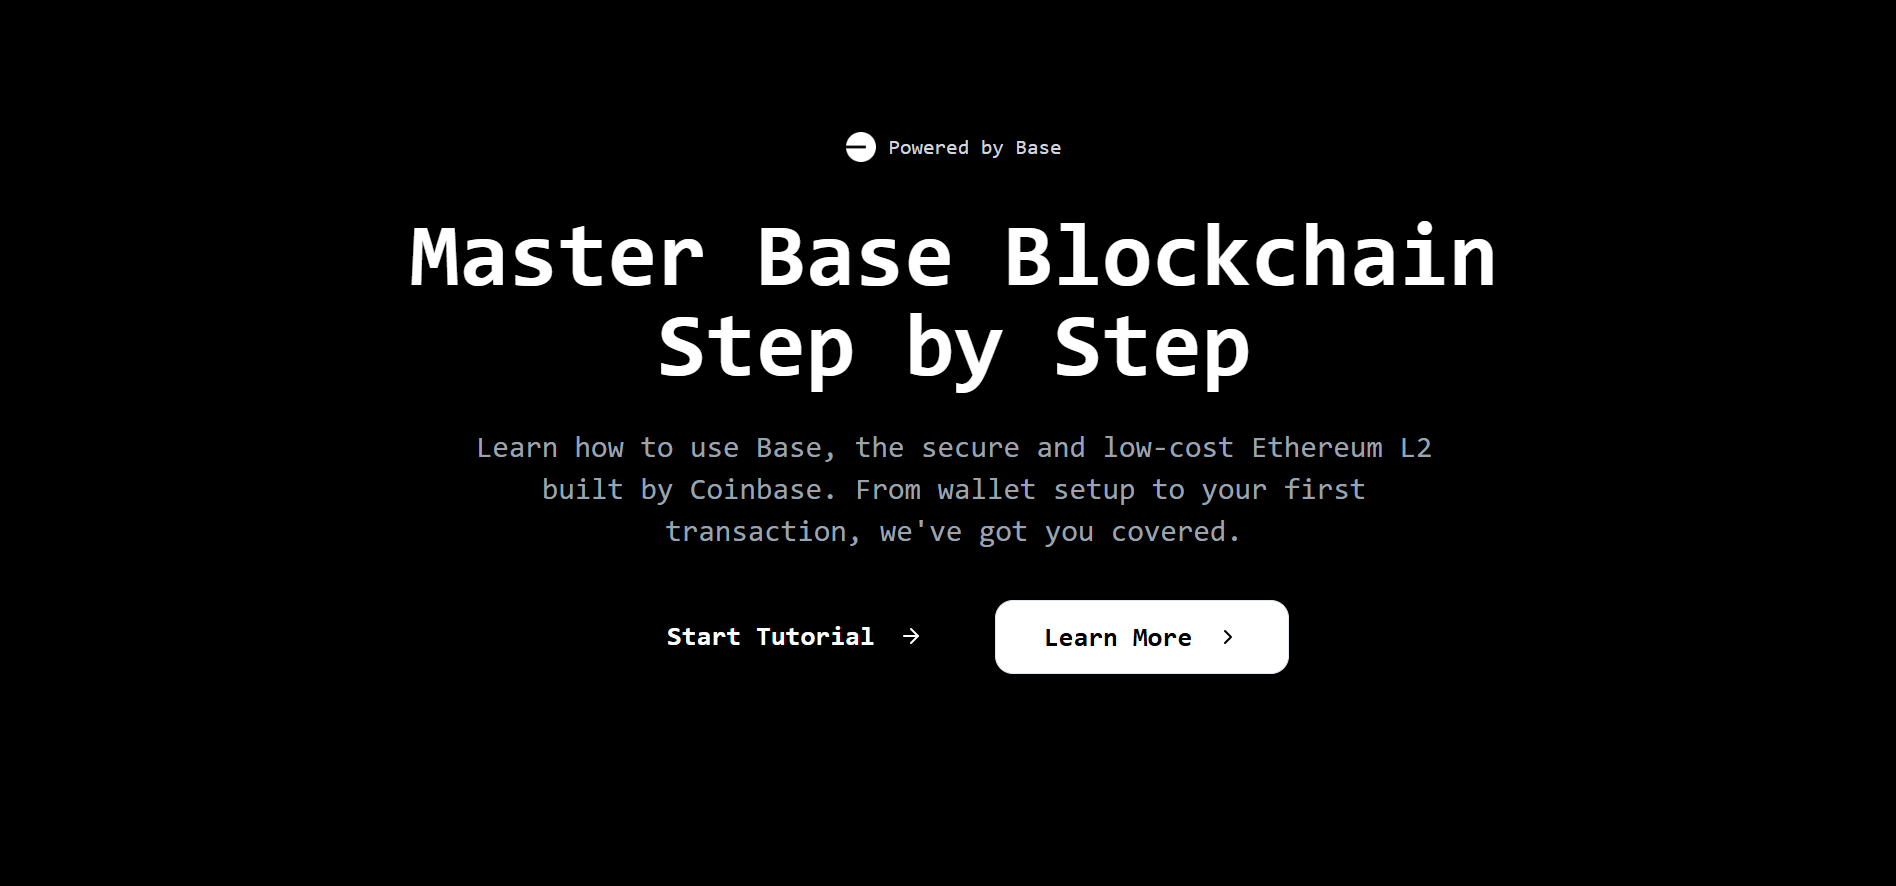 Powered by Base
Master Base Blockchain
Step by Step
Learn how to use Base, the secure and low-cost Ethereum L2
built by Coinbase. From wallet setup to your first
transaction, we've got you covered.
Start Tutorial
Learn More